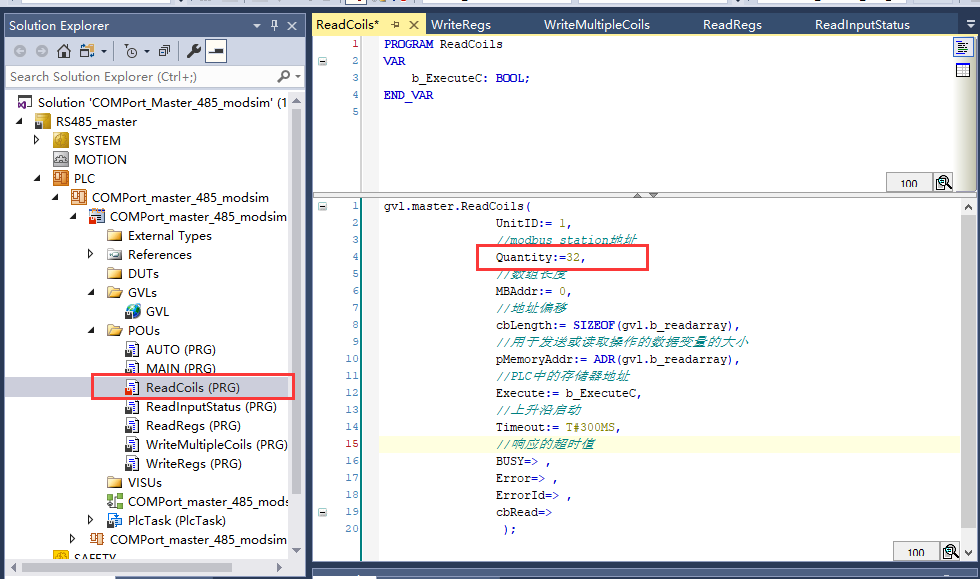 Solution Explorer
Search Solution Explorer (Ctrl+;)
Solution 'COMPort_Master_485_modsim' (1
RS485_master
SYSTEM
MOTION
PLC
COMPort_master_485_modsim
COMPort_master_485_modsim
External Types
References
DUTs
GVLs
GVL
POUs
AUTO (PRG)
MAIN (PRG)
ReadCoils (PRG)
ReadInputStatus (PRG)
ReadRegs (PRG)
WriteMultipleCoils (PRG)
WriteRegs (PRG)
VISUs
COMPort_master_485_mods
PlcTask (PlcTask)
COMPort_master_485_modsim
SAFETY
ReadCoils* WriteRegs WriteMultipleCoils ReadRegs ReadInputStatus
1 PROGRAM ReadCoils
2 VAR
3 b_ExecuteC: BOOL;
4 END_VAR
5
100
1 gvl.master.ReadCoils(
2 UnitID:= 1,
3 //modbus station地址
4 Quantity:=32,
5 //数组长度
6 MBAddr:= 0,
7 //地址偏移
8 cbLength:= SIZEOF(gvl.b_readarray),
9 //用于发送或读取操作的数据变量的大小
10 pMemoryAddr:= ADR(gvl.b_readarray),
11 //PLC中的存储器地址
12 Execute:= b_ExecuteC,
13 //上升沿启动
14 Timeout:= T#300MS,
15 //响应的超时值
16 BUSY=> ,
17 Error=> ,
18 ErrorId=> ,
19 cbRead=>
20 );
100